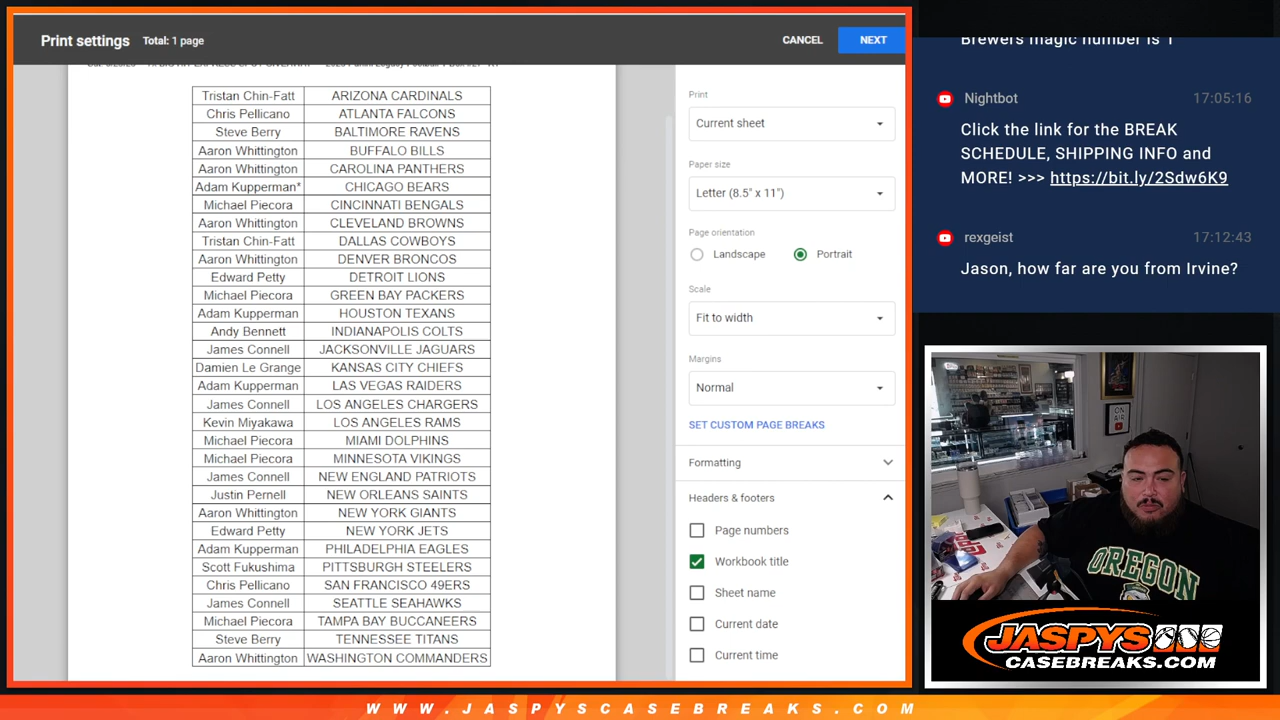 Print settings Total: 1 page CANCEL NEXT
Tristan Chin-Fatt ARIZONA CARDINALS
Chris Pellicano ATLANTA FALCONS
Steve Berry BALTIMORE RAVENS
Aaron Whittington BUFFALO BILLS
Aaron Whittington CAROLINA PANTHERS
Adam Kupperman* CHICAGO BEARS
Michael Piecora CINCINNATI BENGALS
Aaron Whittington CLEVELAND BROWNS
Tristan Chin-Fatt DALLAS COWBOYS
Aaron Whittington DENVER BRONCOS
Edward Petty DETROIT LIONS
Michael Piecora GREEN BAY PACKERS
Adam Kupperman HOUSTON TEXANS
Andy Bennett INDIANAPOLIS COLTS
James Connell JACKSONVILLE JAGUARS
Damien Le Grange KANSAS CITY CHIEFS
Adam Kupperman LAS VEGAS RAIDERS
James Connell LOS ANGELES CHARGERS
Kevin Miyakawa LOS ANGELES RAMS
Michael Piecora MIAMI DOLPHINS
Michael Piecora MINNESOTA VIKINGS
James Connell NEW ENGLAND PATRIOTS
Justin Pernell NEW ORLEANS SAINTS
Aaron Whittington NEW YORK GIANTS
Edward Petty NEW YORK JETS
Adam Kupperman PHILADELPHIA EAGLES
Scott Fukushima PITTSBURGH STEELERS
Chris Pellicano SAN FRANCISCO 49ERS
James Connell SEATTLE SEAHAWKS
Michael Piecora TAMPA BAY BUCCANEERS
Steve Berry TENNESSEE TITANS
Aaron Whittington WASHINGTON COMMANDERS
Print
Current sheet
Paper size
Letter (8.5" x 11")
Page orientation
Landscape Portrait
Scale
Fit to width
Margins
Normal
SET CUSTOM PAGE BREAKS
Formatting
Headers & footers
Page numbers
Workbook title
Sheet name
Current date
Current time
Brewers magic number is 1
Nightbot 17:05:16
Click the link for the BREAK
SCHEDULE, SHIPPING INFO and
MORE! >>> https://bit.ly/2Sdw6K9
rexgeist 17:12:43
Jason, how far are you from Irvine?
ON
AIR
OREGON
JASPYS
CASEBREAKS.COM
WWW.JASPYSCASEBREAKS.COM